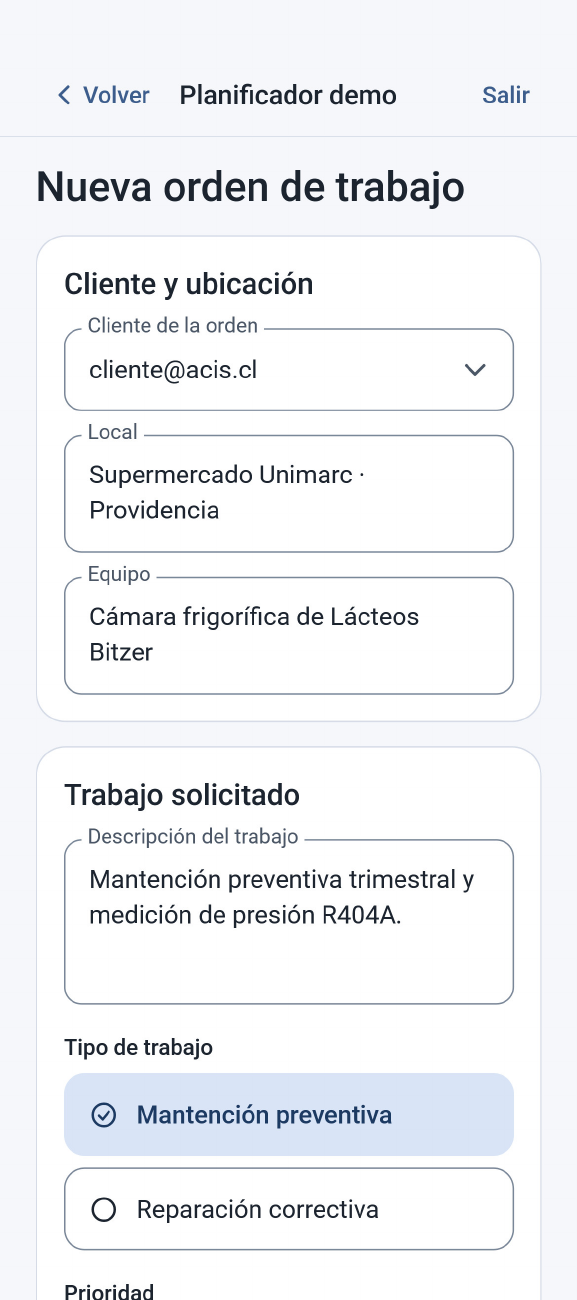 Volver
Planificador demo
Salir
Nueva orden de trabajo
Cliente y ubicación
Cliente de la orden
cliente@acis.cl
Local
Supermercado Unimarc ·
Providencia
Equipo
Cámara frigorífica de Lácteos
Bitzer
Trabajo solicitado
Descripción del trabajo
Mantención preventiva trimestral y
medición de presión R404A.
Tipo de trabajo
Mantención preventiva
Reparación correctiva
Prioridad